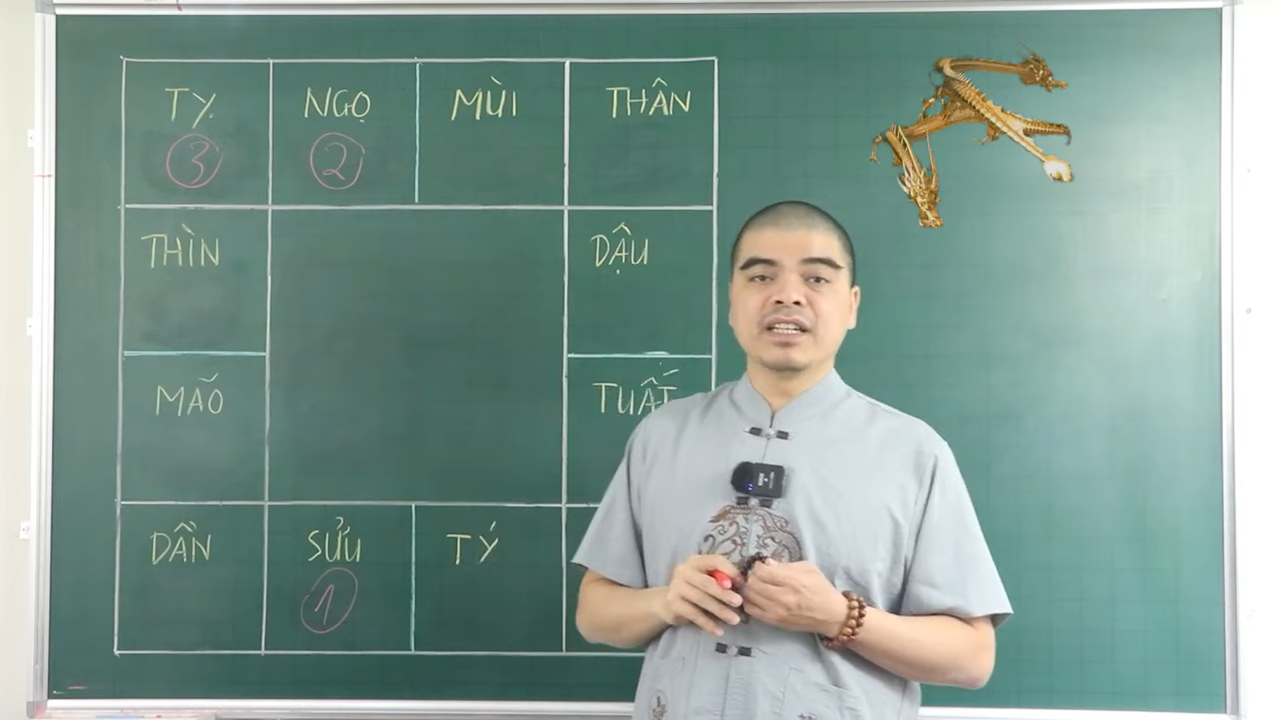 TỴ NGỌ MÙI THÂN
3 2
THÌN DẬU
MÃO TUẤT
DẦN SỬU TÝ
1